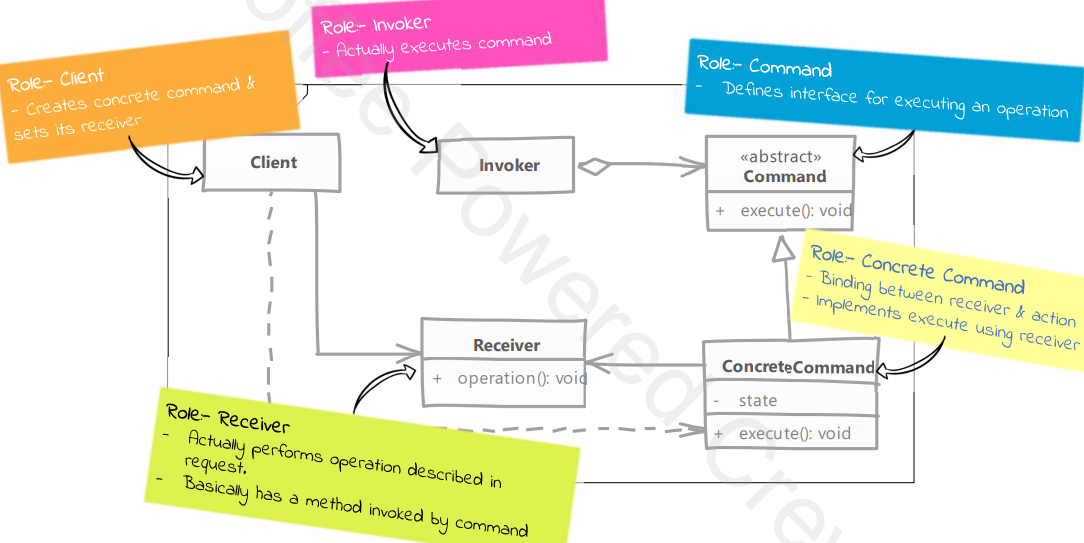 Role:- Client
- Creates concrete command &
sets its receiver
Role:- Invoker
- Actually executes command
Role:- Command
- Defines interface for executing an operation
Client
Invoker
«abstract»
Command
+ execute(): void
Role:- Concrete Command
- Binding between receiver & action
- Implements execute using receiver
Receiver
+ operation(): void
ConcreteCommand
- state
+ execute(): void
Role:- Receiver
- Actually performs operation described in
request.
- Basically has a method invoked by command
Powered